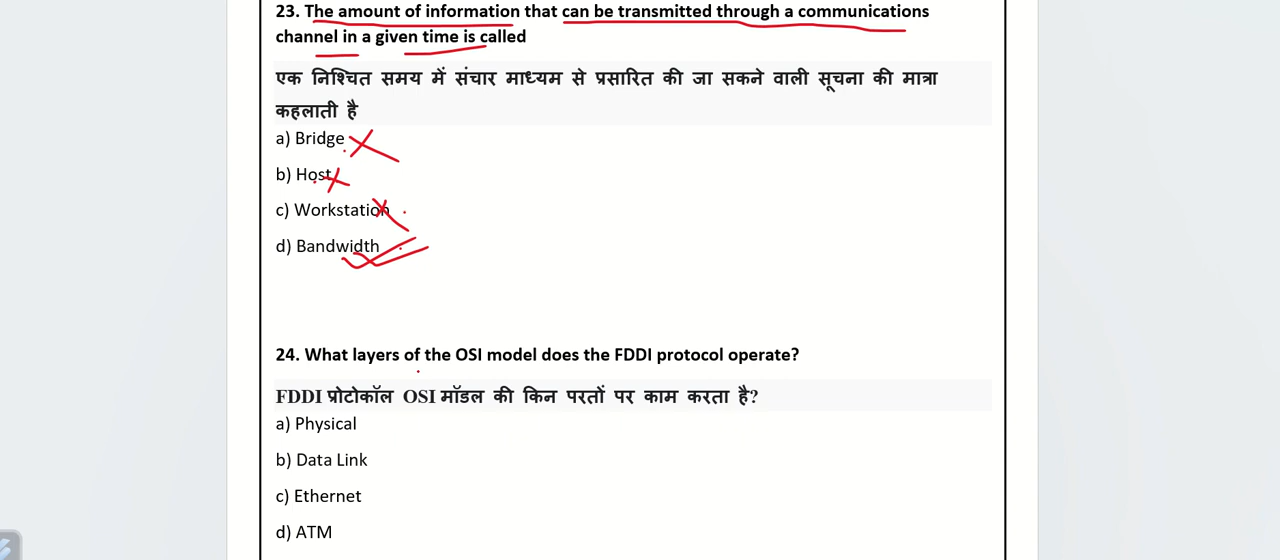 23. The amount of information that can be transmitted through a communications
channel in a given time is called
एक निश्चित समय में संचार माध्यम से प्रसारित की जा सकने वाली सूचना की मात्रा
कहलाती है
a) Bridge
b) Host
c) Workstation
d) Bandwidth
24. What layers of the OSI model does the FDDI protocol operate?
FDDI प्रोटोकॉल OSI मॉडल की किन परतों पर काम करता है?
a) Physical
b) Data Link
c) Ethernet
d) ATM